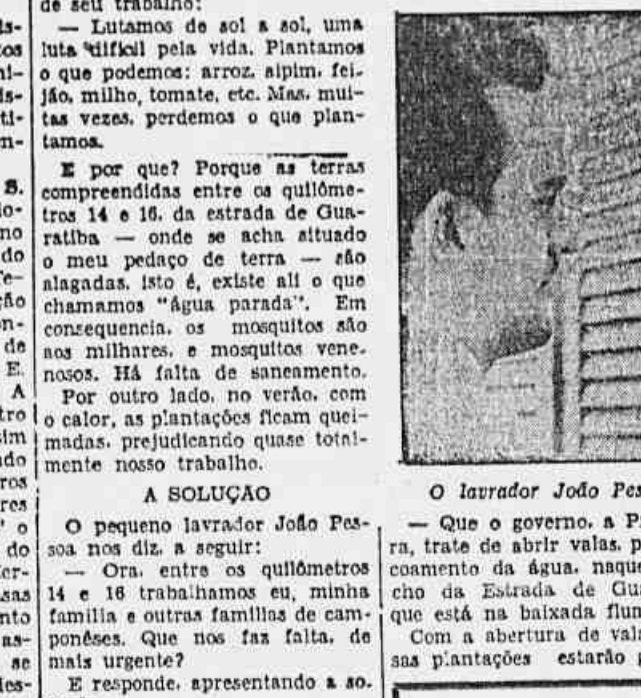 de seu trabalho:
— Lutamos de sol a sol, uma
luta dificil pela vida. Plantamos
o que podemos: arroz, aipim, fei-
jão, milho, tomate, etc. Mas, mui-
tas vezes, perdemos o que plan-
tamos.
E por que? Porque as terras
compreendidas entre os quilôme-
tros 14 e 16, da estrada de Gua-
ratiba — onde se acha situado
o meu pedaço de terra — são
alagadas, isto é, existe ali o que
chamamos "água parada". Em
consequencia, os mosquitos são
aos milhares, e mosquitos vene-
nosos. Há falta de saneamento.
Por outro lado, no verão, com
o calor, as plantações ficam quei-
madas, prejudicando quase total-
mente nosso trabalho.
A SOLUÇÃO
O pequeno lavrador João Pes-
soa nos diz, a seguir:
— Ora, entre os quilômetros
14 e 16 trabalhamos eu, minha
familia e outras familias de cam-
ponêses. Que nos faz falta, de
mais urgente?
E responde, apresentando a so-
O lavrador João Pes
— Que o governo, a P
ra, trate de abrir valas, p
coamento da água, naque
cho da Estrada de Gua
que está na baixada flum
Com a abertura de vala
sas plantações estarão